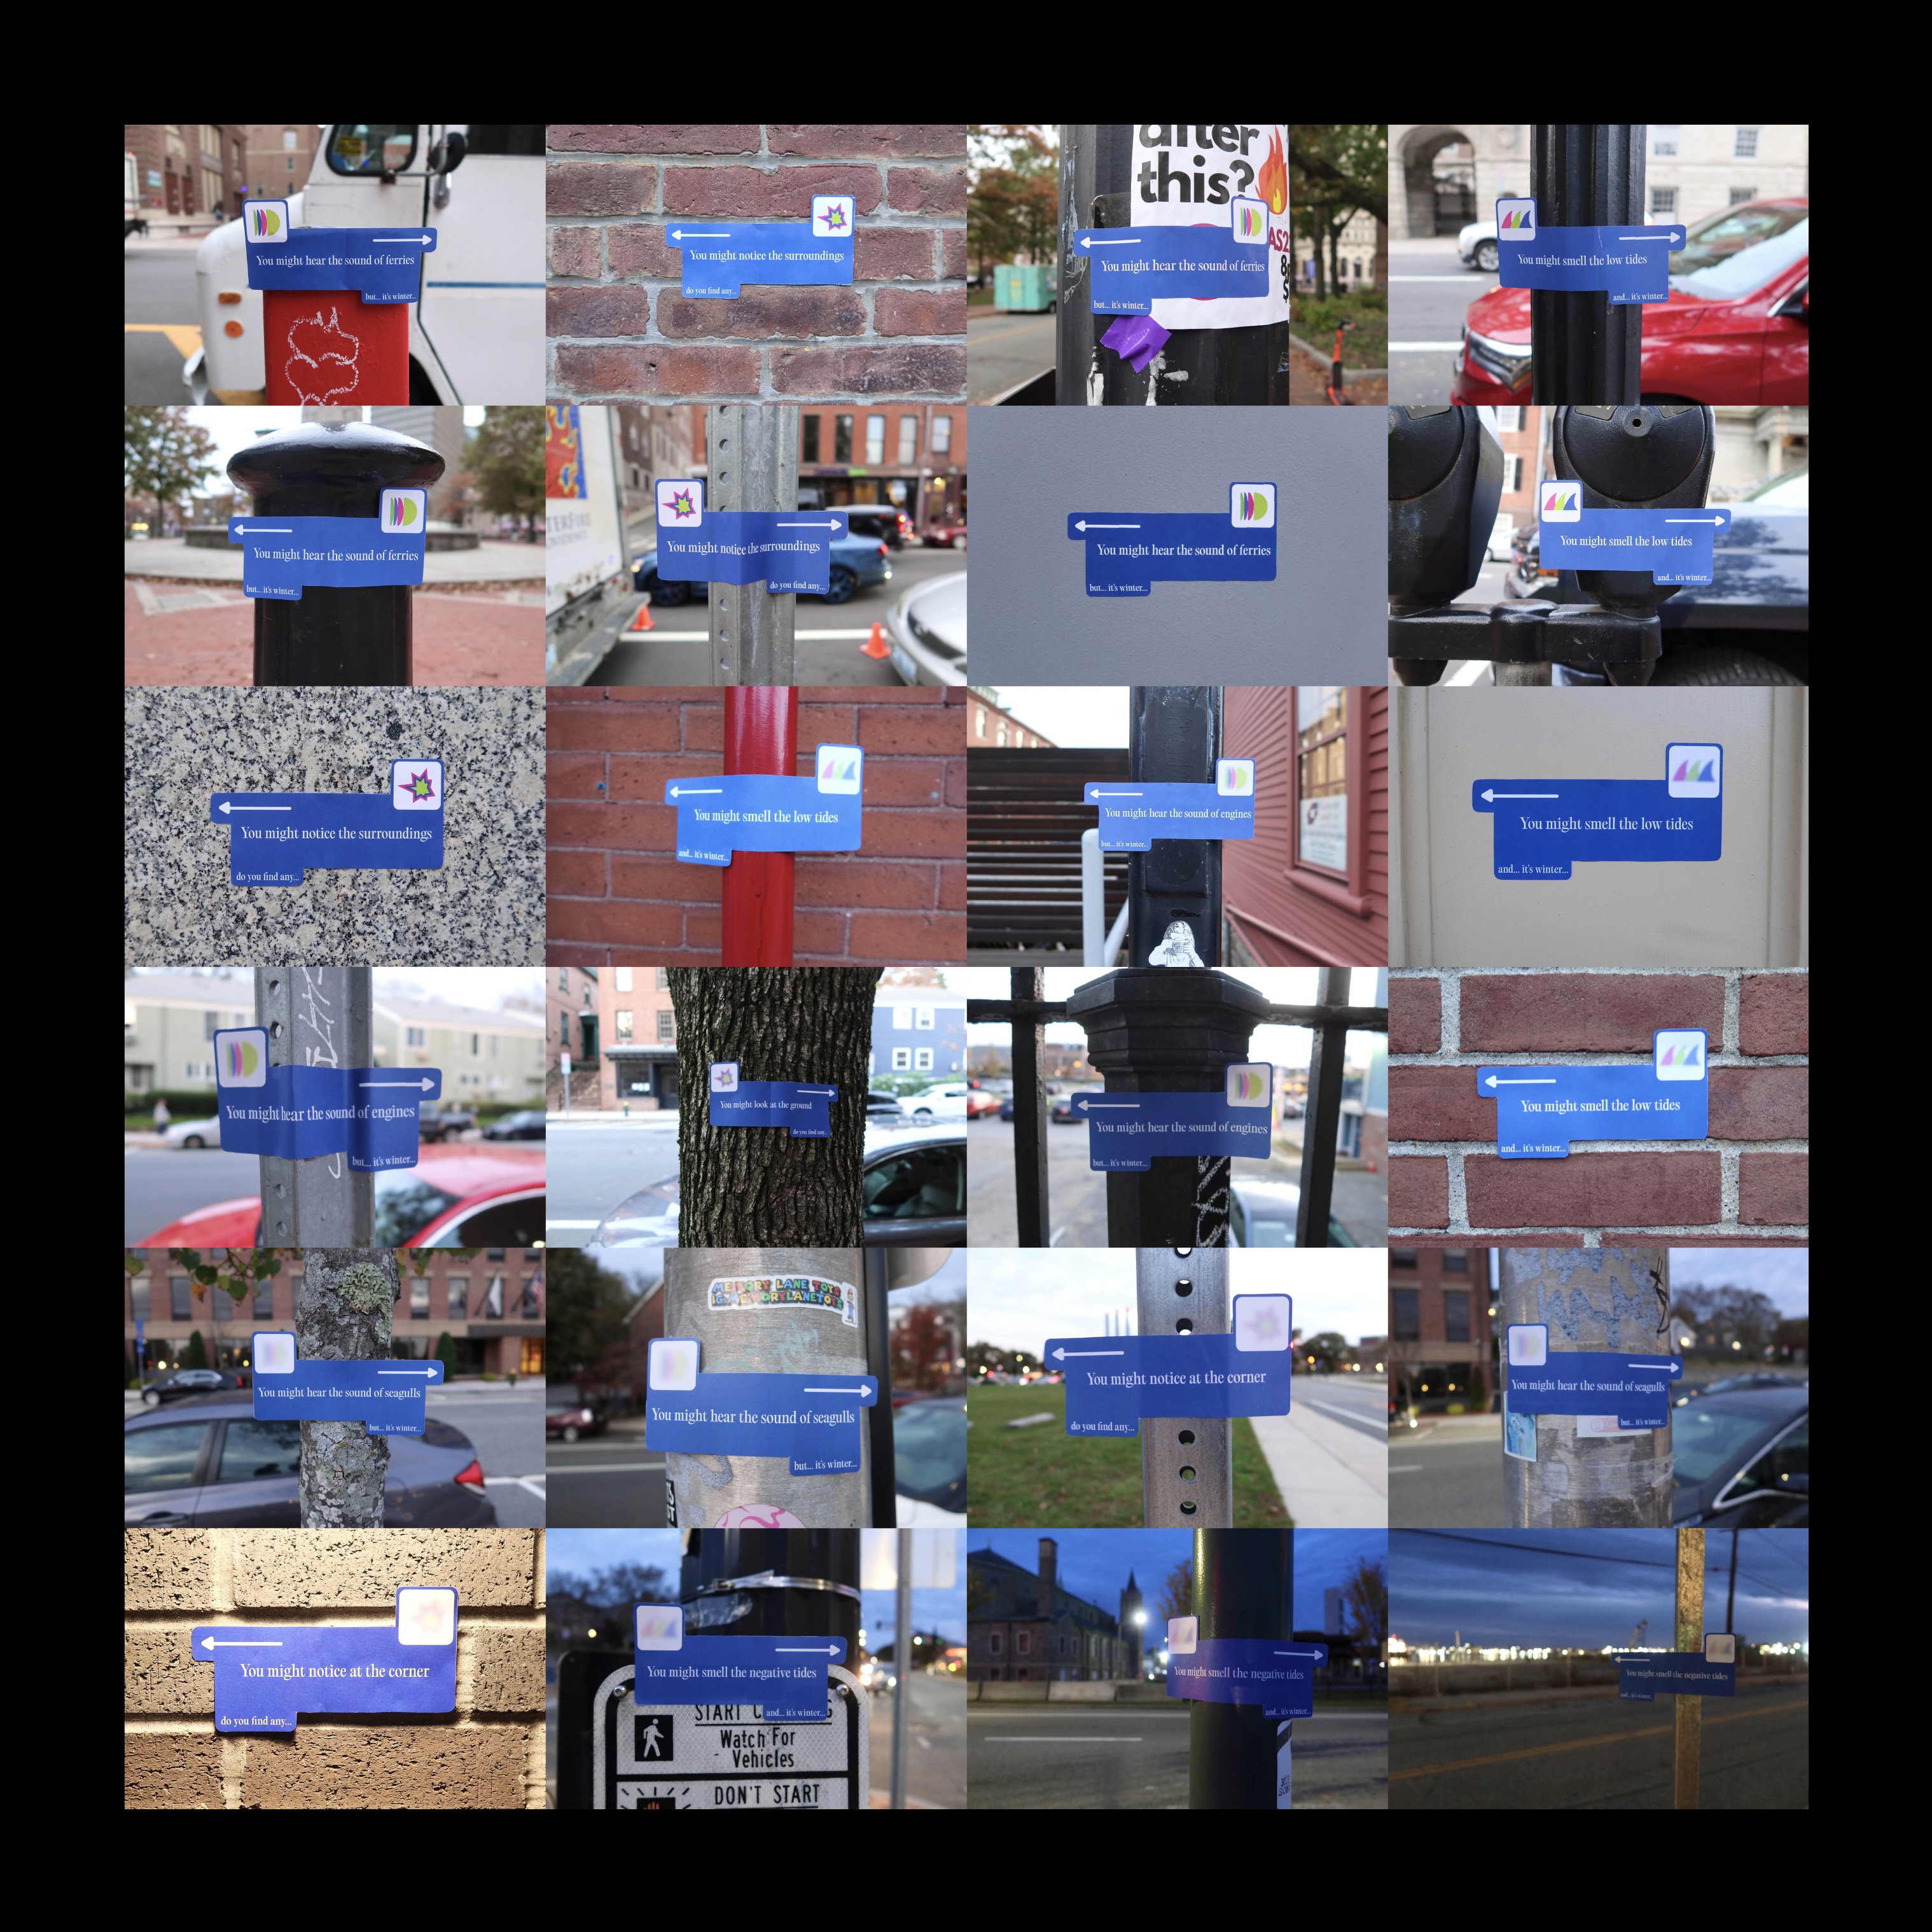 You might hear the sound of ferries
but... it's winter...
You might notice the surroundings
do you find any...
after
this?
You might hear the sound of ferries
but... it's winter...
You might smell the low tides
and... it's winter...
You might hear the sound of ferries
but... it's winter...
You might notice the surroundings
do you find any...
You might hear the sound of ferries
but... it's winter...
You might smell the low tides
and... it's winter...
You might notice the surroundings
do you find any...
You might smell the low tides
and... it's winter...
You might hear the sound of engines
but... it's winter...
You might smell the low tides
and... it's winter...
You might hear the sound of engines
but... it's winter...
You might look at the ground
do you find any...
You might hear the sound of engines
but... it's winter...
You might smell the low tides
and... it's winter...
You might hear the sound of seagulls
but... it's winter...
MEMORY LANE TOYS
IG:MEMORYLANETOYS
You might hear the sound of seagulls
but... it's winter...
You might notice at the corner
do you find any...
You might hear the sound of seagulls
but... it's winter...
You might notice at the corner
do you find any...
You might smell the negative tides
and... it's winter...
START
Watch For
Vehicles
DON'T START
You might smell the negative tides
and... it's winter...
You might smell the negative tides
and... it's winter...